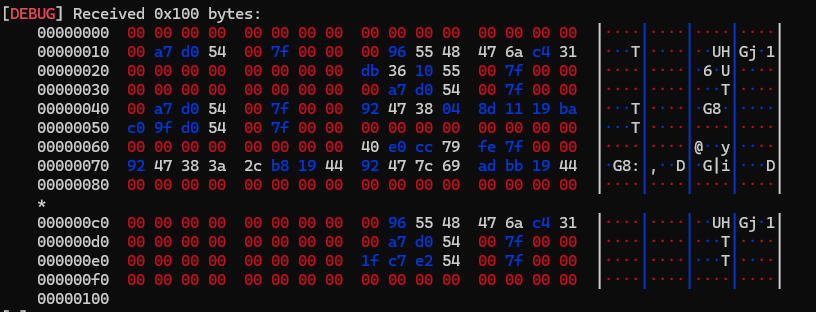 [DEBUG] Received 0x100 bytes:
00000000  00 00 00 00  00 00 00 00  00 00 00 00  00 00 00 00  │····│····│····│····│
00000010  00 a7 d0 54  00 7f 00 00  00 96 55 48  47 6a c4 31  │···T│····│··UH│Gj·1│
00000020  00 00 00 00  00 00 00 00  db 36 10 55  00 7f 00 00  │····│····│·6·U│····│
00000030  00 00 00 00  00 00 00 00  00 a7 d0 54  00 7f 00 00  │····│····│···T│····│
00000040  00 a7 d0 54  00 7f 00 00  92 47 38 04  8d 11 19 ba  │···T│····│·G8·│····│
00000050  c0 9f d0 54  00 7f 00 00  00 00 00 00  00 00 00 00  │···T│····│····│····│
00000060  00 00 00 00  00 00 00 00  40 e0 cc 79  fe 7f 00 00  │····│····│@··y│····│
00000070  92 47 38 3a  2c b8 19 44  92 47 7c 69  ad bb 19 44  │·G8:│,··D│·G|i│···D│
00000080  00 00 00 00  00 00 00 00  00 00 00 00  00 00 00 00  │····│····│····│····│
*
000000c0  00 00 00 00  00 00 00 00  00 96 55 48  47 6a c4 31  │····│····│··UH│Gj·1│
000000d0  00 00 00 00  00 00 00 00  00 a7 d0 54  00 7f 00 00  │····│····│···T│····│
000000e0  00 00 00 00  00 00 00 00  1f c7 e2 54  00 7f 00 00  │····│····│···T│····│
000000f0  00 00 00 00  00 00 00 00  00 00 00 00  00 00 00 00  │····│····│····│····│
00000100